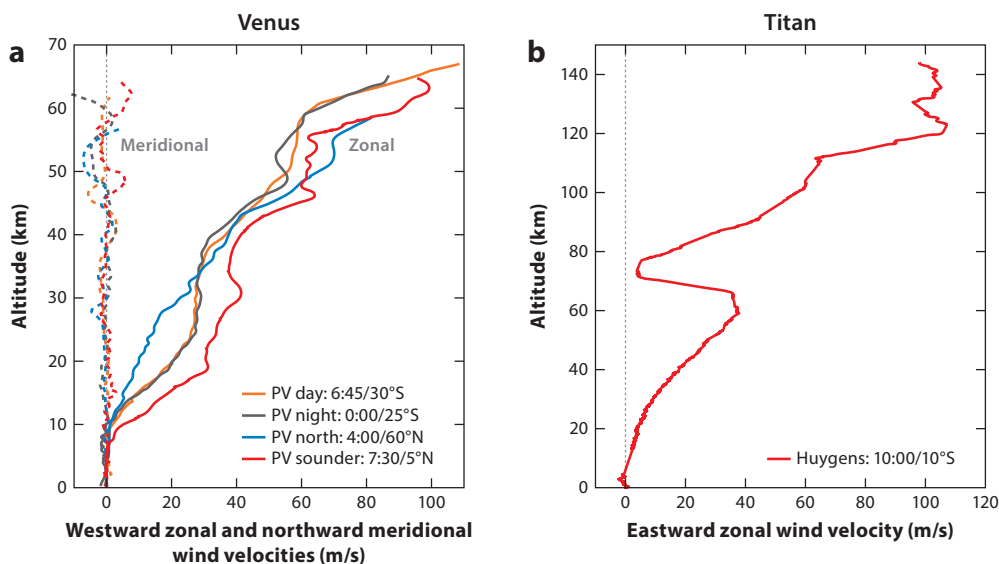 Venus
a
70
60
50
40
30
20
10
0
Altitude (km)
Meridional
Zonal
PV day: 6:45/30°S
PV night: 0:00/25°S
PV north: 4:00/60°N
PV sounder: 7:30/5°N
0 20 40 60 80 100
Westward zonal and northward meridional
wind velocities (m/s)
Titan
b
140
120
100
80
60
40
20
0
Altitude (km)
Huygens: 10:00/10°S
0 20 40 60 80 100 120
Eastward zonal wind velocity (m/s)